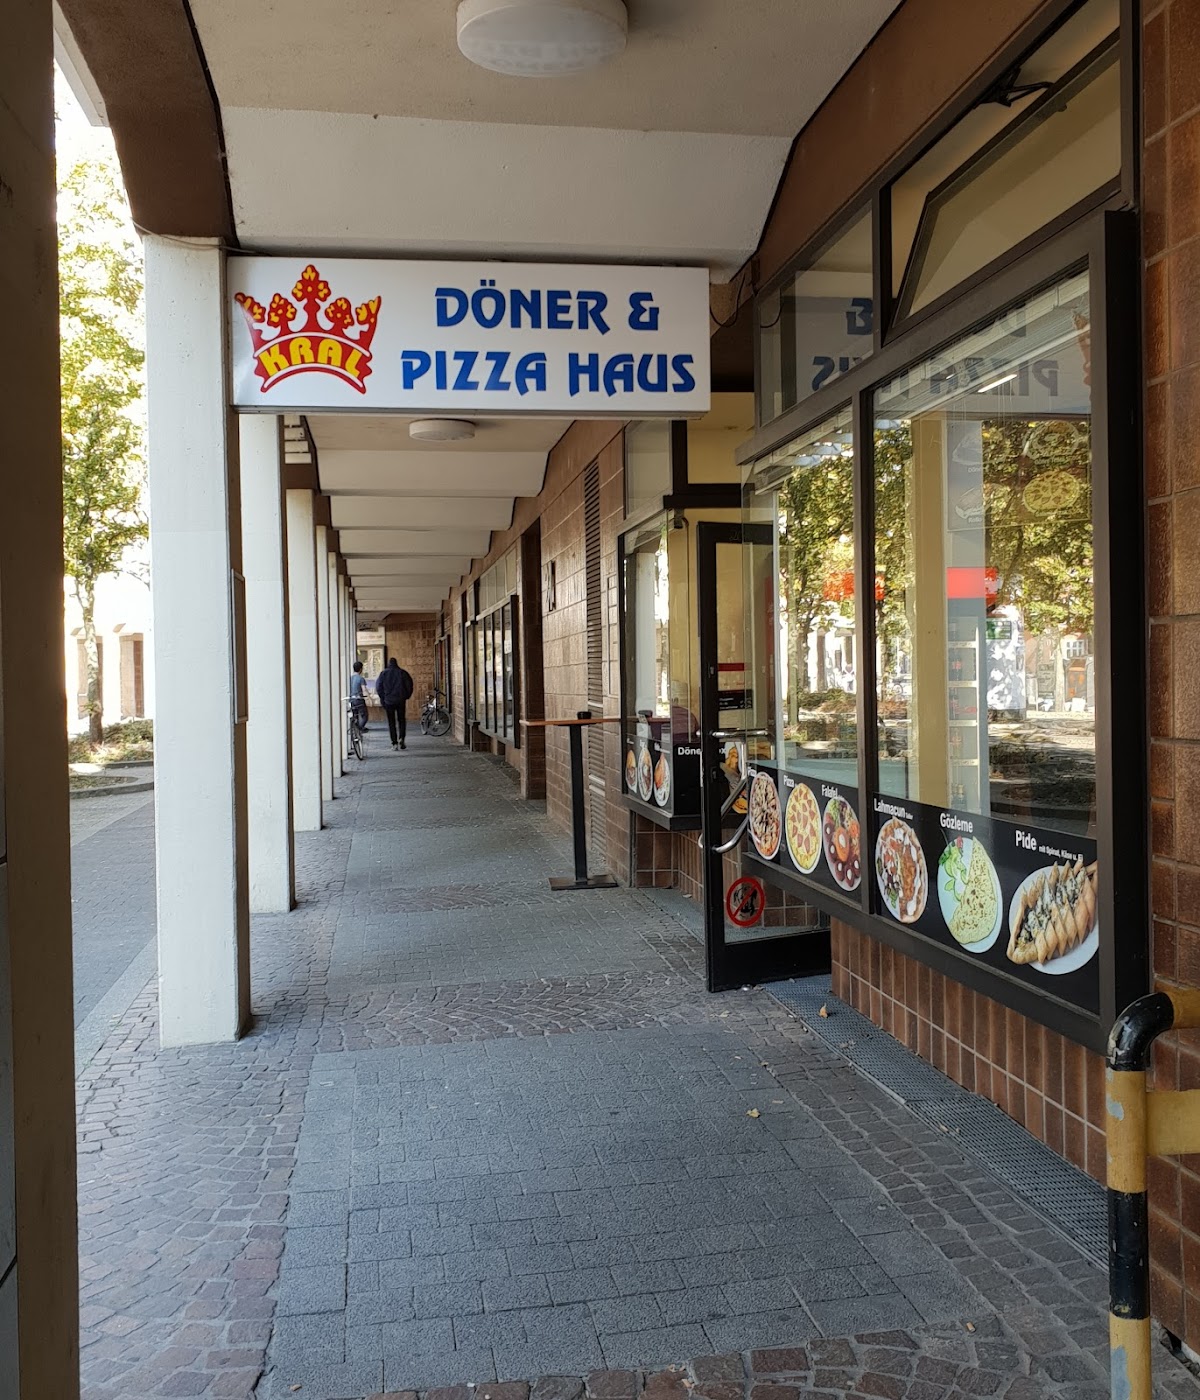 KRAL
DÖNER &
PIZZA HAUS
Pizza
Falafel
Lahmacun
Gözleme
Pide